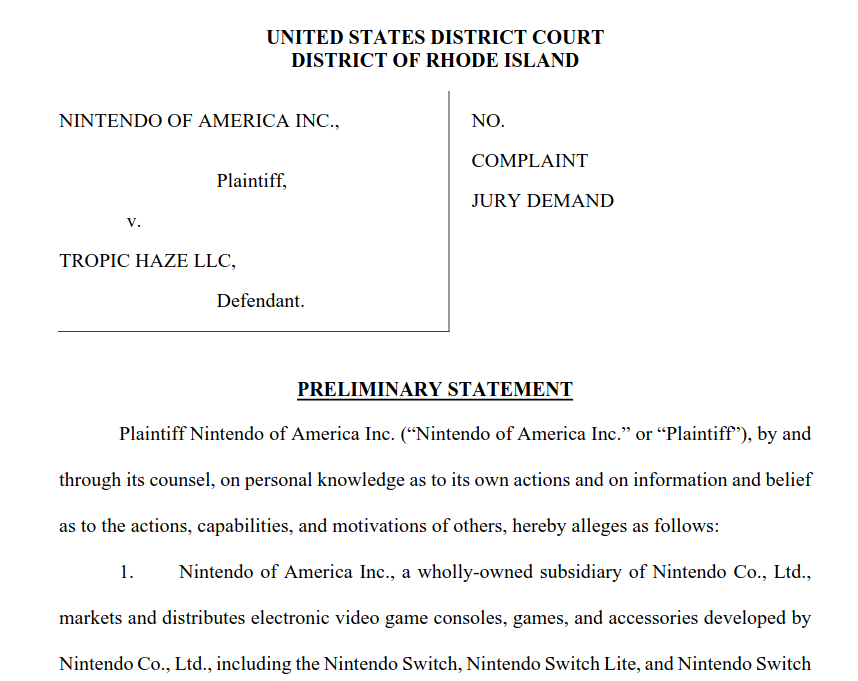 UNITED STATES DISTRICT COURT
DISTRICT OF RHODE ISLAND
NINTENDO OF AMERICA INC.,
Plaintiff,
v.
TROPIC HAZE LLC,
Defendant.
NO.
COMPLAINT
JURY DEMAND
PRELIMINARY STATEMENT
Plaintiff Nintendo of America Inc. (“Nintendo of America Inc.” or “Plaintiff”), by and
through its counsel, on personal knowledge as to its own actions and on information and belief
as to the actions, capabilities, and motivations of others, hereby alleges as follows:
1. Nintendo of America Inc., a wholly-owned subsidiary of Nintendo Co., Ltd.,
markets and distributes electronic video game consoles, games, and accessories developed by
Nintendo Co., Ltd., including the Nintendo Switch, Nintendo Switch Lite, and Nintendo Switch